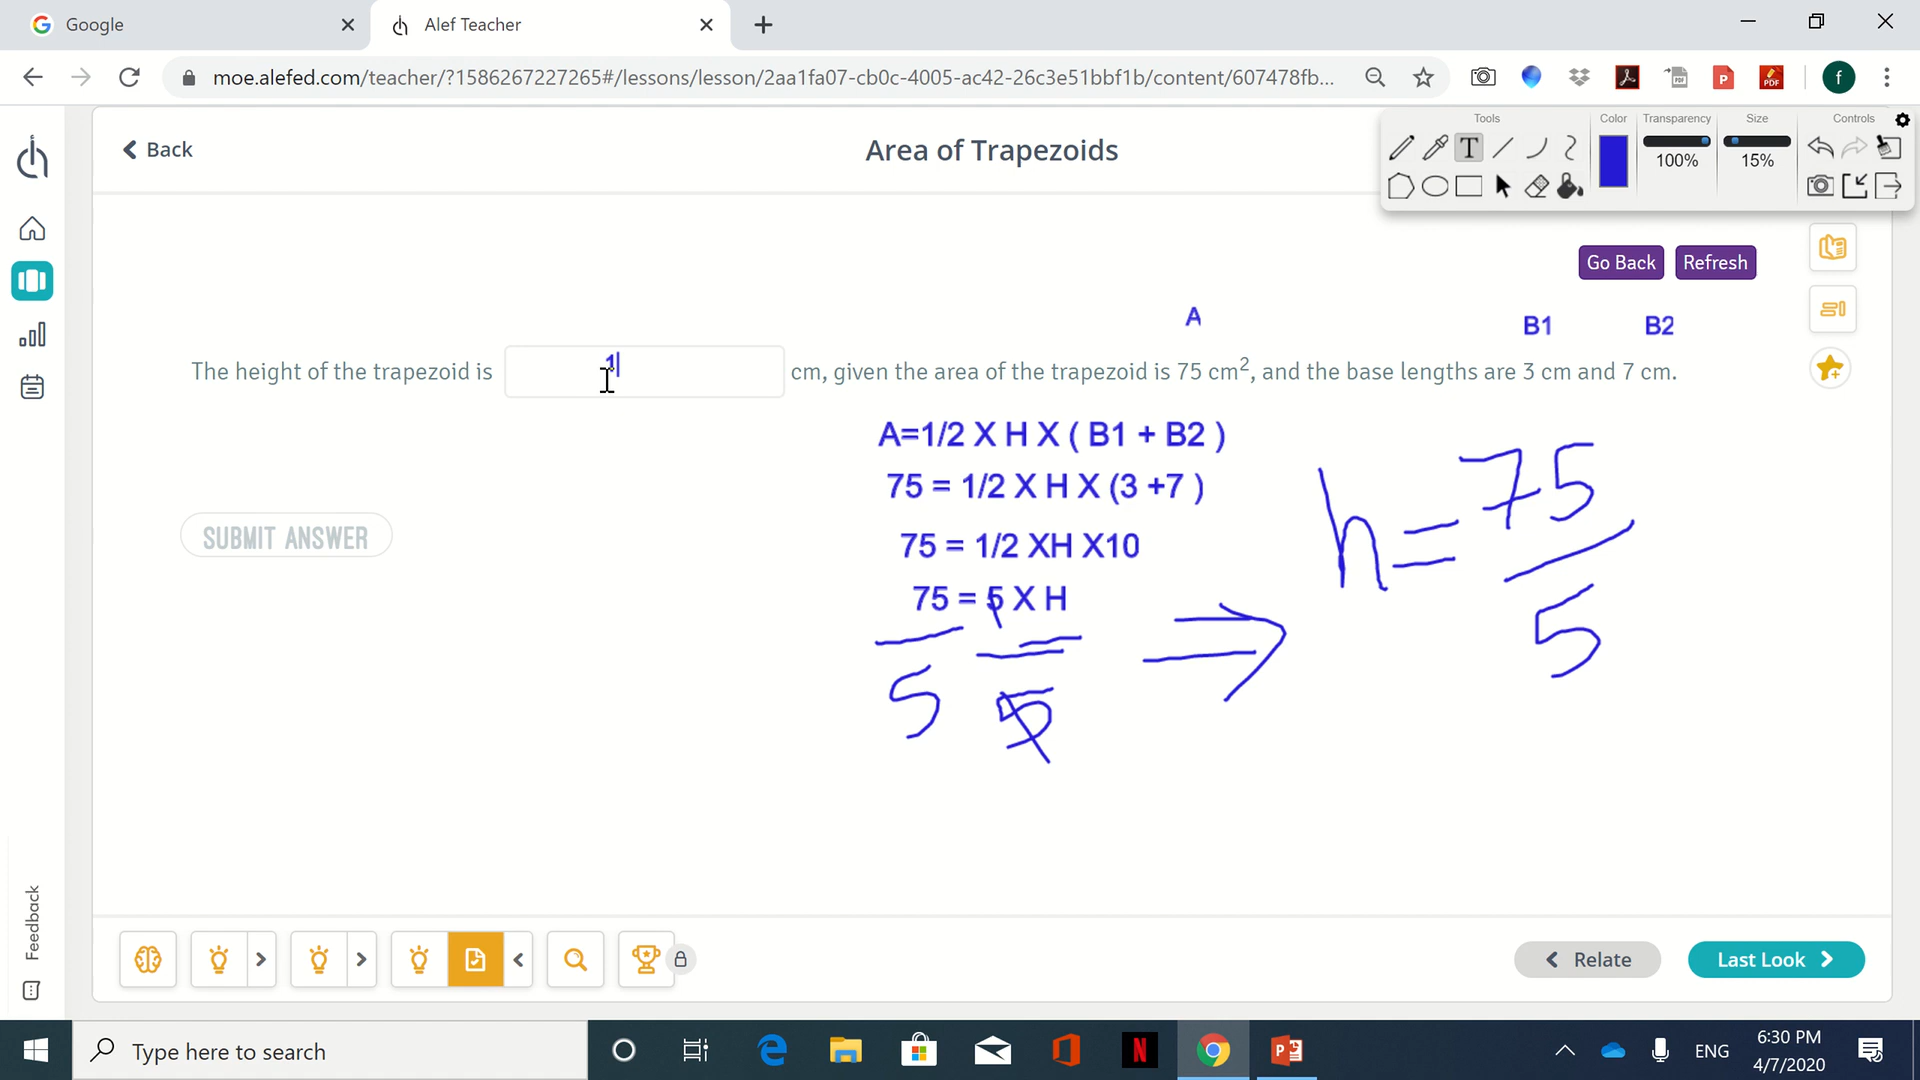 Google
Alef Teacher
moe.alefed.com/teacher/?1586267227265#/lessons/lesson/2aa1fa07-cb0c-4005-ac42-26c3e51bbf1b/content/607478fb...
f
Back
Area of Trapezoids
Tools
Color
Transparency
Size
Controls
T
100%
15%
Go Back
Refresh
A
B1
B2
The height of the trapezoid is 1 cm, given the area of the trapezoid is 75 cm², and the base lengths are 3 cm and 7 cm.
A=1/2 X H X ( B1 + B2 )
75 = 1/2 X H X (3 +7 )
75 = 1/2 XH X10
75 = 5 X H
5 5
h = 75
5
SUBMIT ANSWER
Feedback
Relate
Last Look
Type here to search
ENG
6:30 PM
4/7/2020